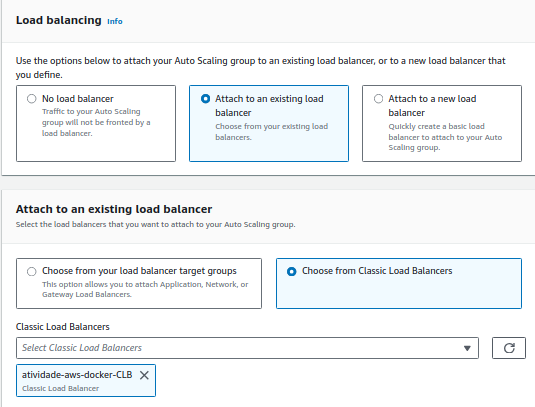 Load balancing Info
Use the options below to attach your Auto Scaling group to an existing load balancer, or to a new load balancer that
you define.
No load balancer
Traffic to your Auto Scaling
group will not be fronted by a
load balancer.
Attach to an existing load
balancer
Choose from your existing load
balancers.
Attach to a new load
balancer
Quickly create a basic load
balancer to attach to your Auto
Scaling group.
Attach to an existing load balancer
Select the load balancers that you want to attach to your Auto Scaling group.
Choose from your load balancer target groups
This option allows you to attach Application, Network, or
Gateway Load Balancers.
Choose from Classic Load Balancers
Classic Load Balancers
Select Classic Load Balancers
atividade-aws-docker-CLB
Classic Load Balancer